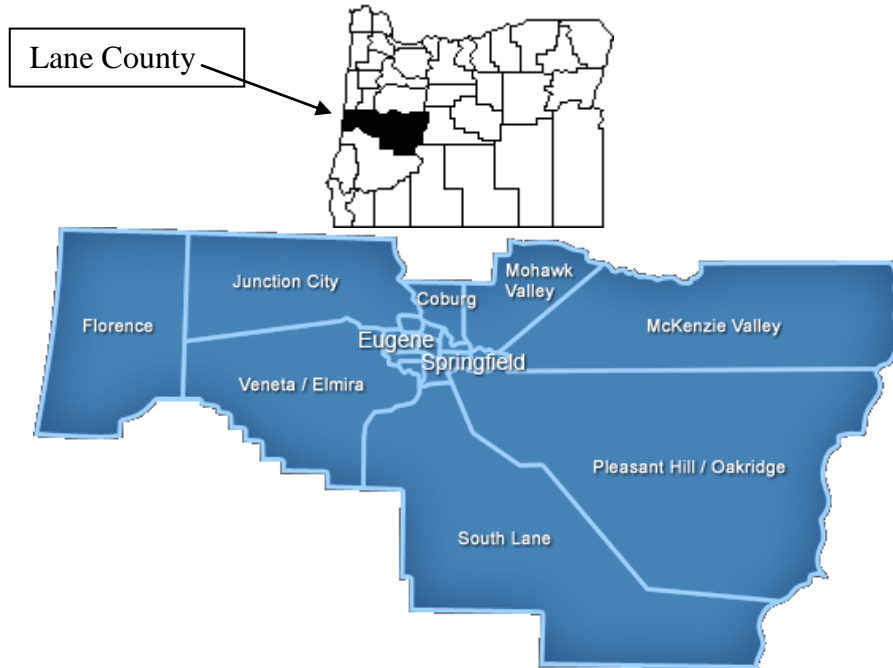 Lane County
Mohawk
Valley
Junction City
Coburg
Florence
McKenzie Valley
Eugene
Springfield
Veneta / Elmira
Pleasant Hill / Oakridge
South Lane